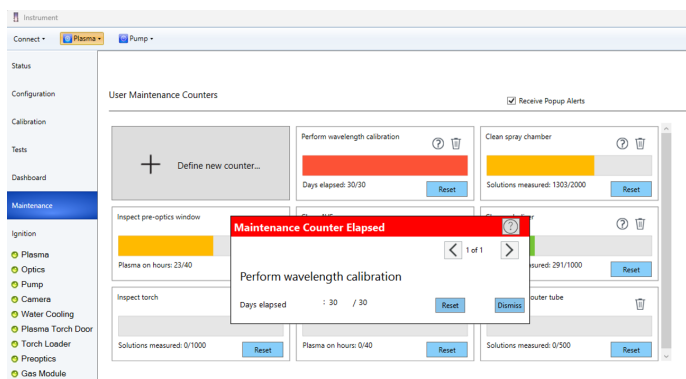 Instrument
Connect
Plasma
Pump
Status
Configuration
Calibration
Tests
Dashboard
Maintenance
Ignition
Plasma
Optics
Pump
Camera
Water Cooling
Plasma Torch Door
Torch Loader
Preoptics
Gas Module
User Maintenance Counters
Receive Popup Alerts
Define new counter...
Perform wavelength calibration
Days elapsed: 30/30
Reset
Clean spray chamber
Solutions measured: 1303/2000
Reset
Inspect pre-optics window
Plasma on hours: 23/40
sured: 291/1000
Reset
Maintenance Counter Elapsed
1 of 1
Perform wavelength calibration
Days elapsed : 30 / 30
Reset
Dismiss
Inspect torch
Solutions measured: 0/1000
Reset
Plasma on hours: 0/40
Reset
outer tube
Solutions measured: 0/500
Reset